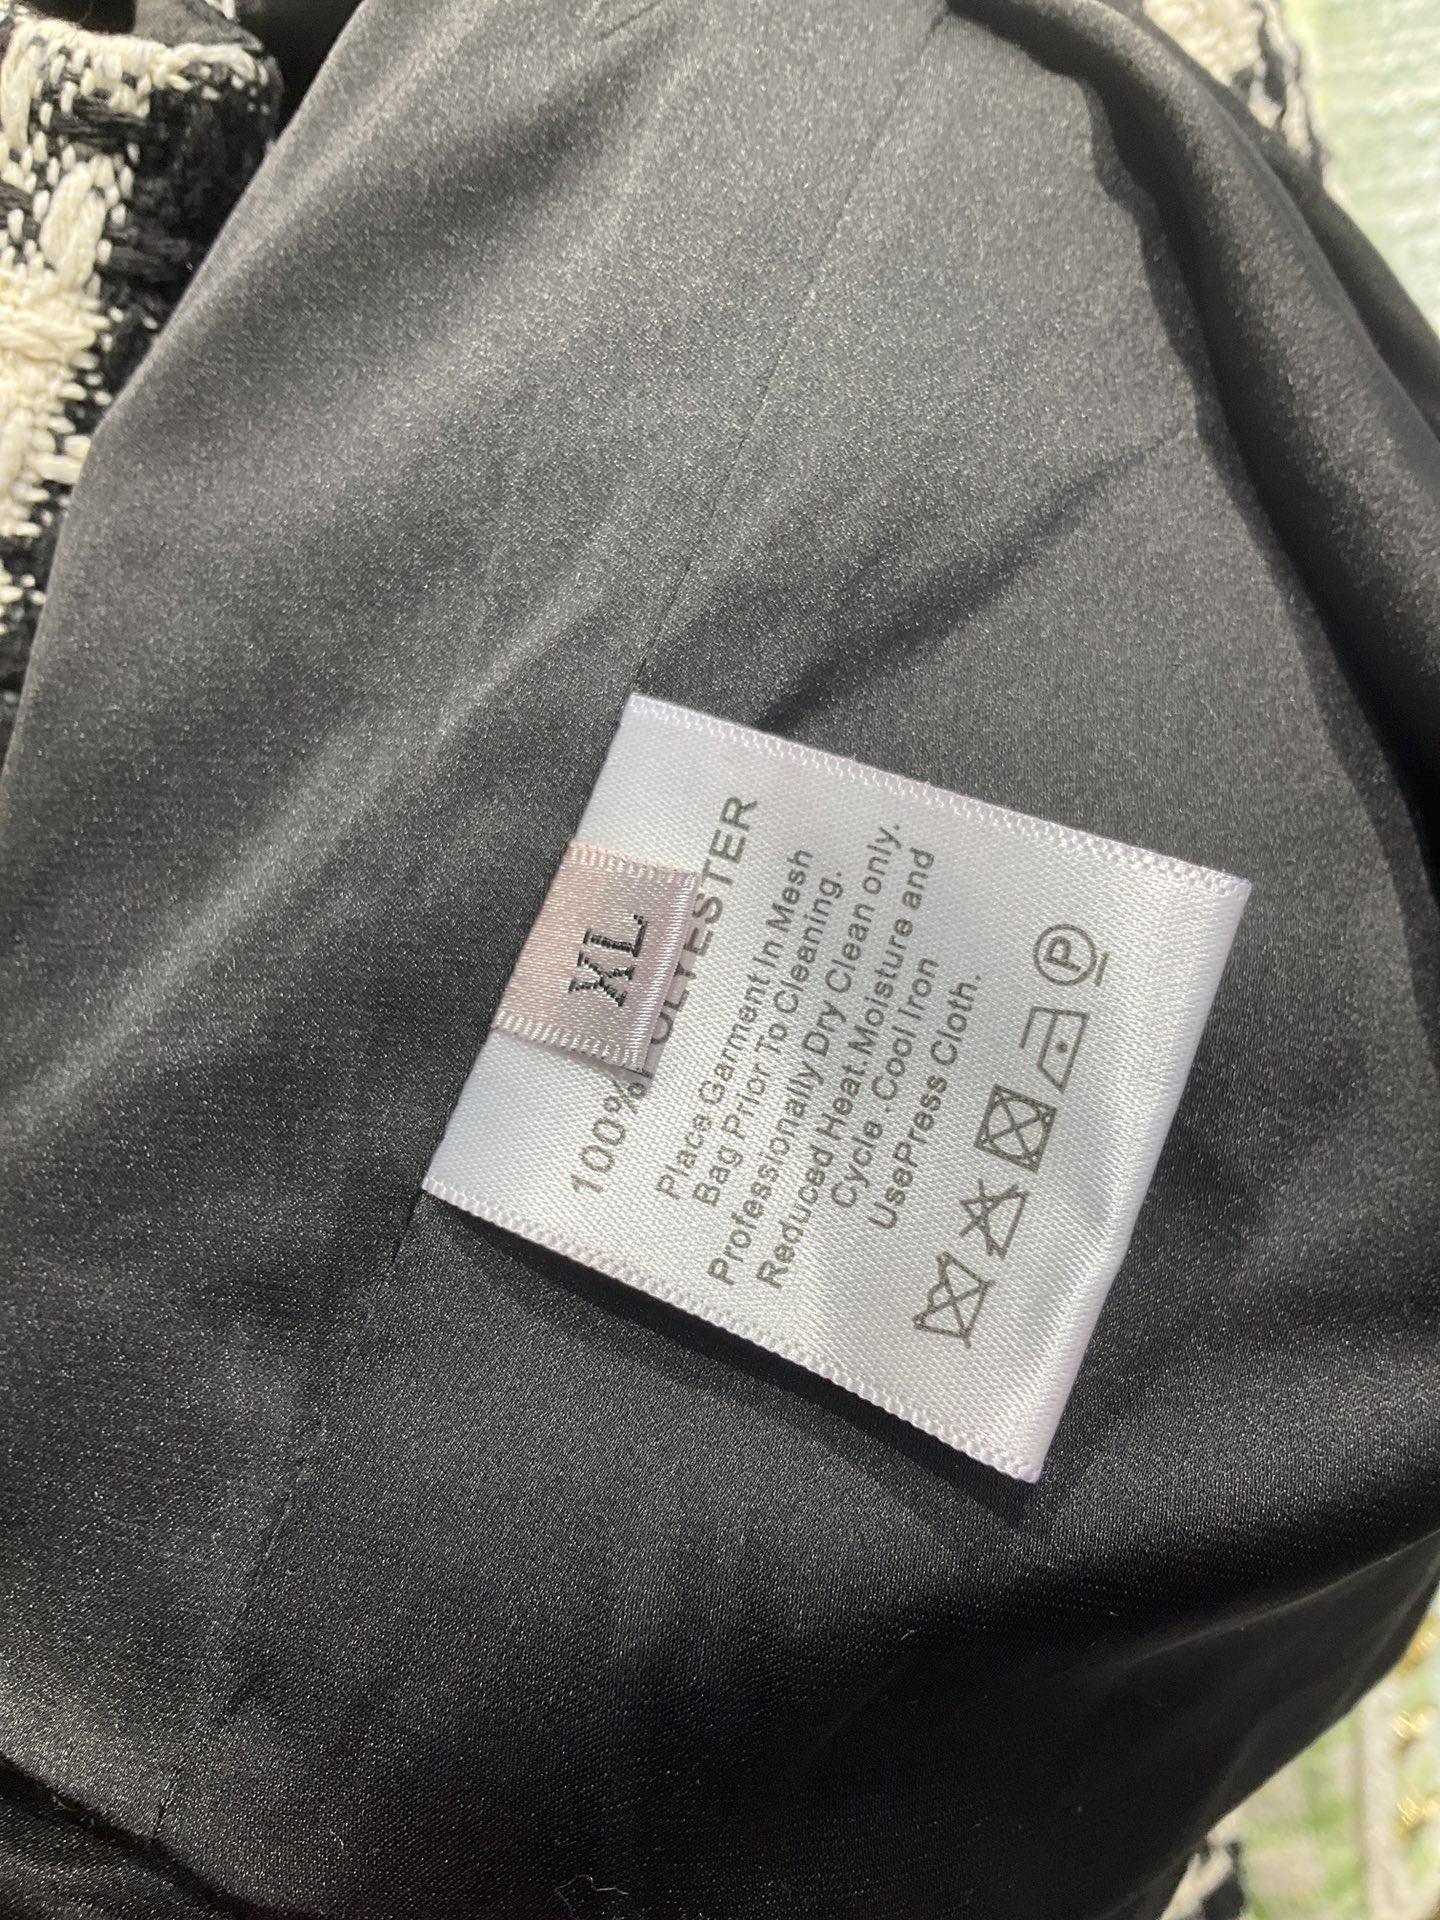 XL
100% POLYESTER
Place Garment In Mesh
Bag Prior To Cleaning.
Professionally Dry Clean only.
Reduced Heat.Moisture and
Cycle .Cool Iron
UsePress Cloth.
P